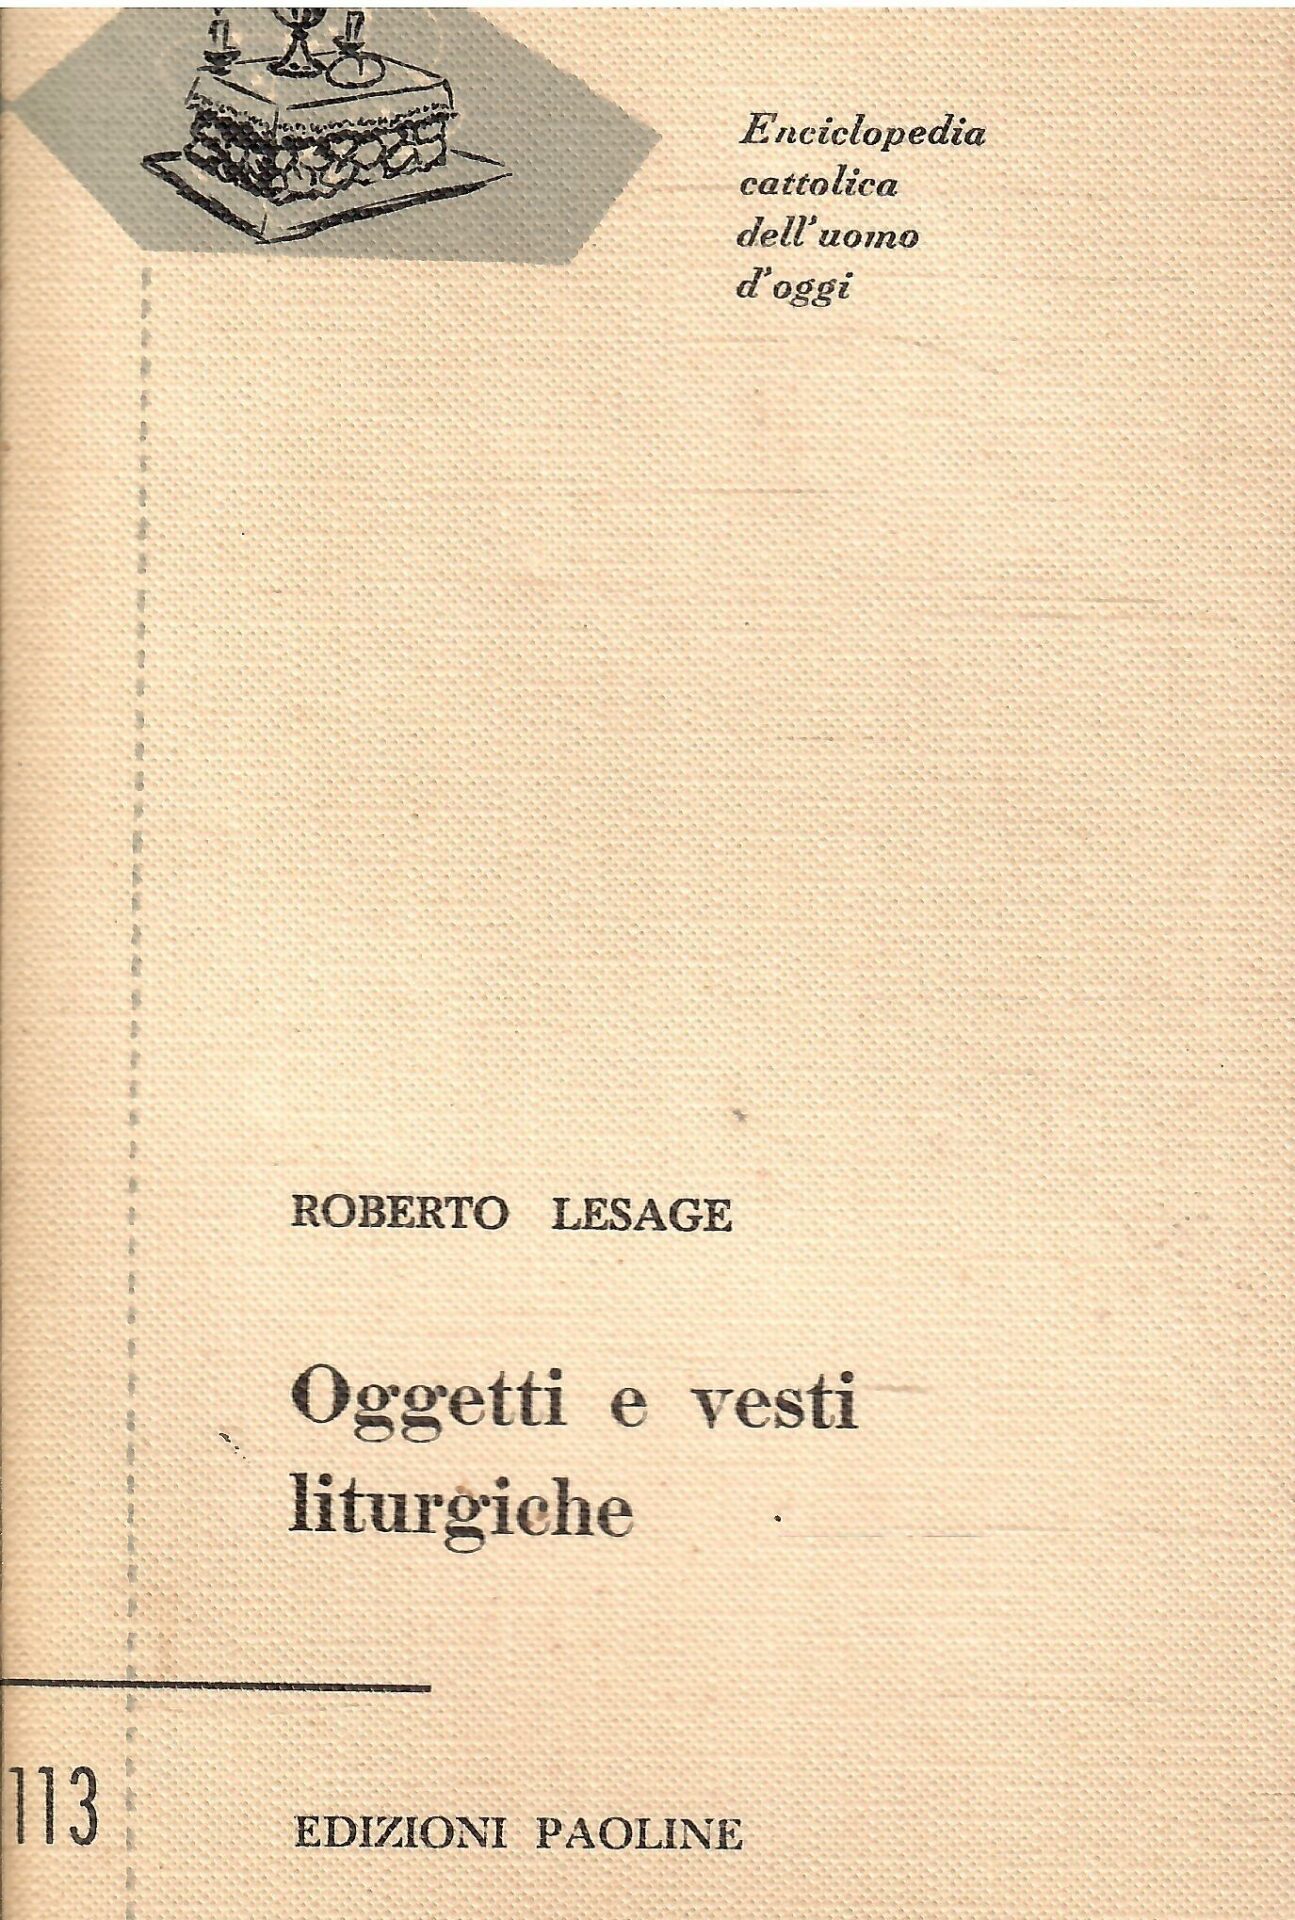 Enciclopedia
cattolica
dell'uomo
d'oggi
ROBERTO LESAGE
Oggetti e vesti
liturgiche
113
EDIZIONI PAOLINE